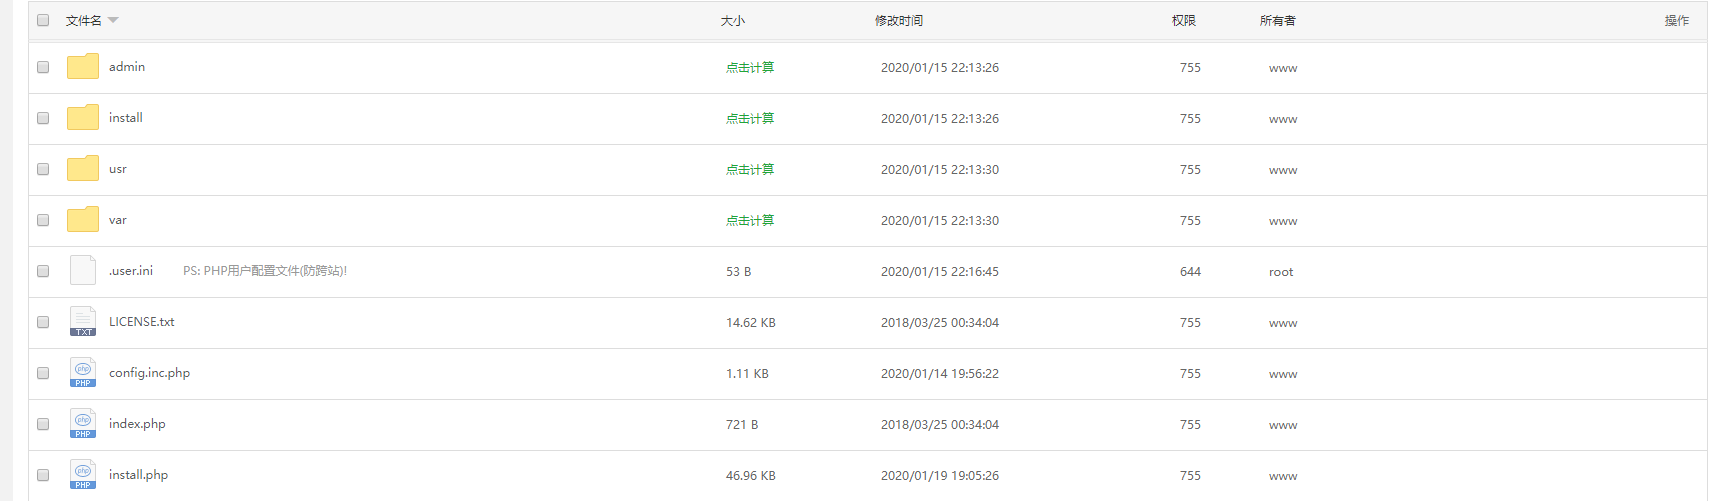 文件名 大小 修改时间 权限 所有者 操作
admin 点击计算 2020/01/15 22:13:26 755 www
install 点击计算 2020/01/15 22:13:26 755 www
usr 点击计算 2020/01/15 22:13:30 755 www
var 点击计算 2020/01/15 22:13:30 755 www
.user.ini PS: PHP用户配置文件(防跨站)! 53 B 2020/01/15 22:16:45 644 root
TXT LICENSE.txt 14.62 KB 2018/03/25 00:34:04 755 www
php PHP config.inc.php 1.11 KB 2020/01/14 19:56:22 755 www
php PHP index.php 721 B 2018/03/25 00:34:04 755 www
php PHP install.php 46.96 KB 2020/01/19 19:05:26 755 www